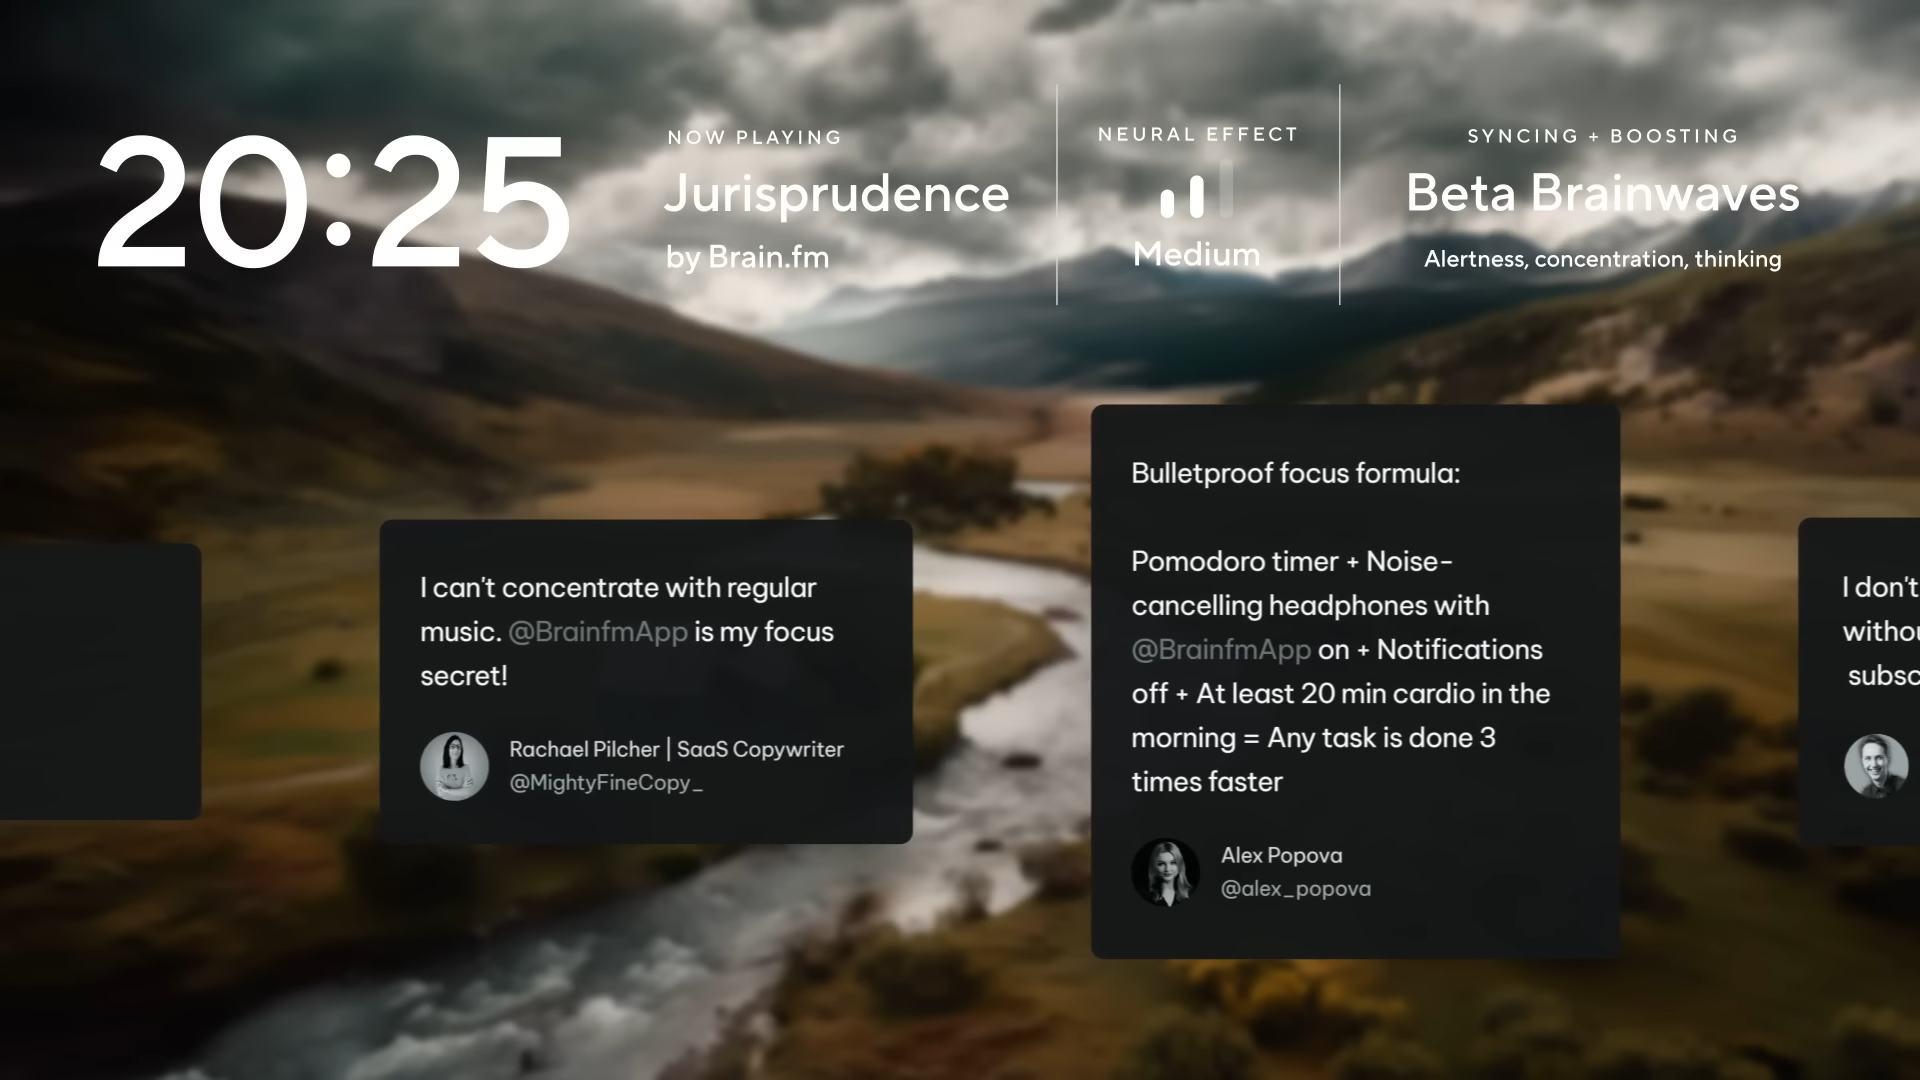 20:25
NOW PLAYING
Jurisprudence
by Brain.fm
NEURAL EFFECT
Medium
SYNCING + BOOSTING
Beta Brainwaves
Alertness, concentration, thinking
I can't concentrate with regular
music. @BrainfmApp is my focus
secret!
Rachael Pilcher | SaaS Copywriter
@MightyFineCopy_
Bulletproof focus formula:
Pomodoro timer + Noise-
cancelling headphones with
@BrainfmApp on + Notifications
off + At least 20 min cardio in the
morning = Any task is done 3
times faster
Alex Popova
@alex_popova
I don't